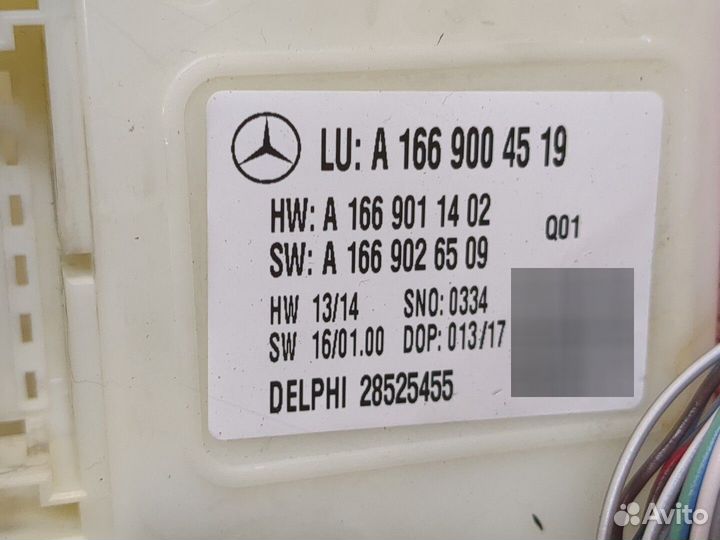 LU: A 166 900 45 19
HW: A 166 901 14 02
SW: A 166 902 65 09
Q01
HW 13/14 SNO: 0334
SW 16/01.00 DOP: 013/17
DELPHI 28525455
Avito